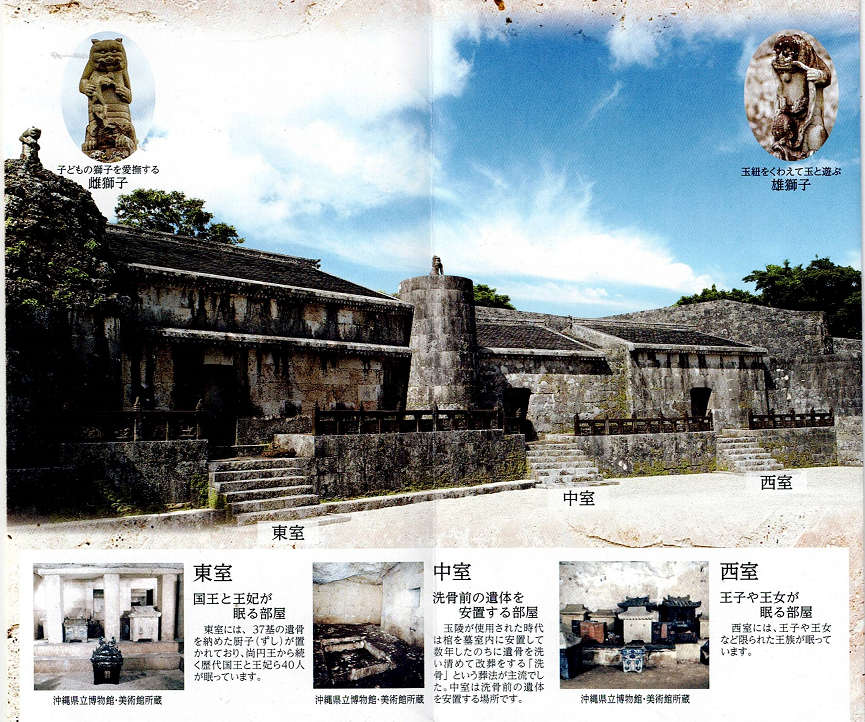 子どもの獅子を愛撫する
雌獅子
玉紐をくわえて玉と遊ぶ
雄獅子
東室
中室
西室
東室
国王と王妃が
眠る部屋
東室には、37基の遺骨
を納めた厨子(ずし)が置
かれており、尚円王から続
く歴代国王と王妃ら40人
が眠っています。
沖縄県立博物館・美術館所蔵
中室
洗骨前の遺体を
安置する部屋
玉陵が使用された時代
は棺を墓室内に安置して
数年したのちに遺骨を洗
い清めて改葬をする「洗
骨」という葬法が主流でし
た。中室は洗骨前の遺体
を安置する場所です。
沖縄県立博物館・美術館所蔵
西室
王子や王女が
眠る部屋
西室には、王子や王女
など限られた王族が眠って
います。
沖縄県立博物館・美術館所蔵